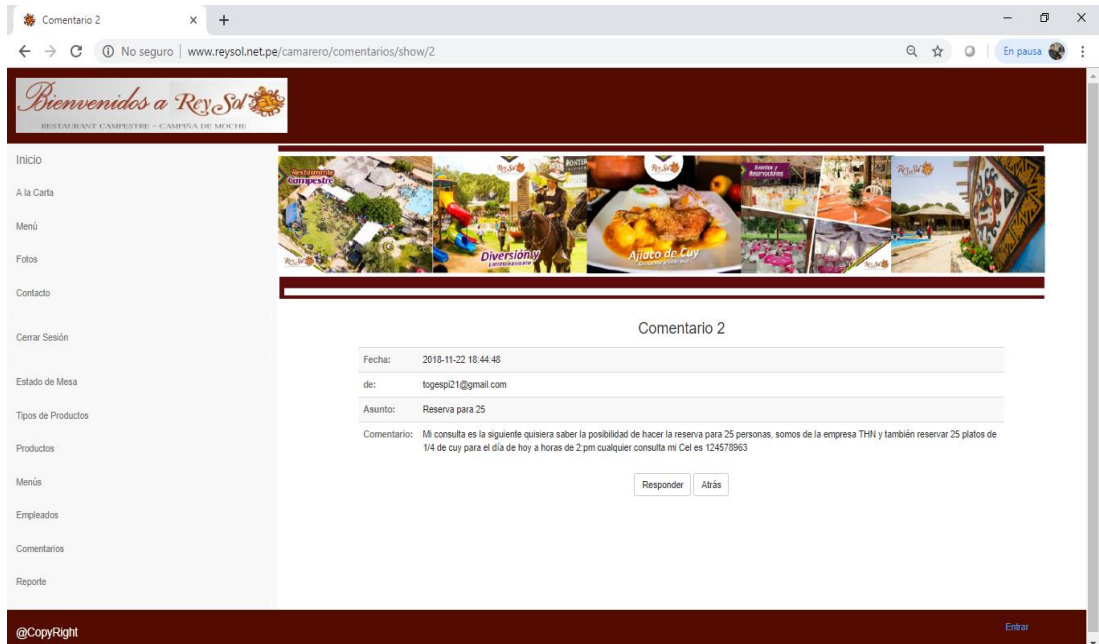 Comentario 2
No seguro | www.reysol.net.pe/camarero/comentarios/show/2
En pausa
Bienvenidos a Rey Sol
RESTAURANT CAMPESTRE - CAMPIÑA DE MOCHE
Inicio
A la Carta
Menú
Fotos
Contacto
Cerrar Sesión
Estado de Mesa
Tipos de Productos
Productos
Menús
Empleados
Comentarios
Reporte
Restaurante
Campestre
Rey Sol
Diversión y
Rey Sol
Ajiaco de Cuy
Eventos y
Reservaciones
Rey Sol
Comentario 2
Fecha: 2018-11-22 18:44:48
de: togespi21@gmail.com
Asunto: Reserva para 25
Comentario: Mi consulta es la siguiente quisiera saber la posibilidad de hacer la reserva para 25 personas, somos de la empresa THN y también reservar 25 platos de
1/4 de cuy para el día de hoy a horas de 2:pm cualquier consulta mi Cel es 124578963
Responder Atrás
@CopyRight
Entrar